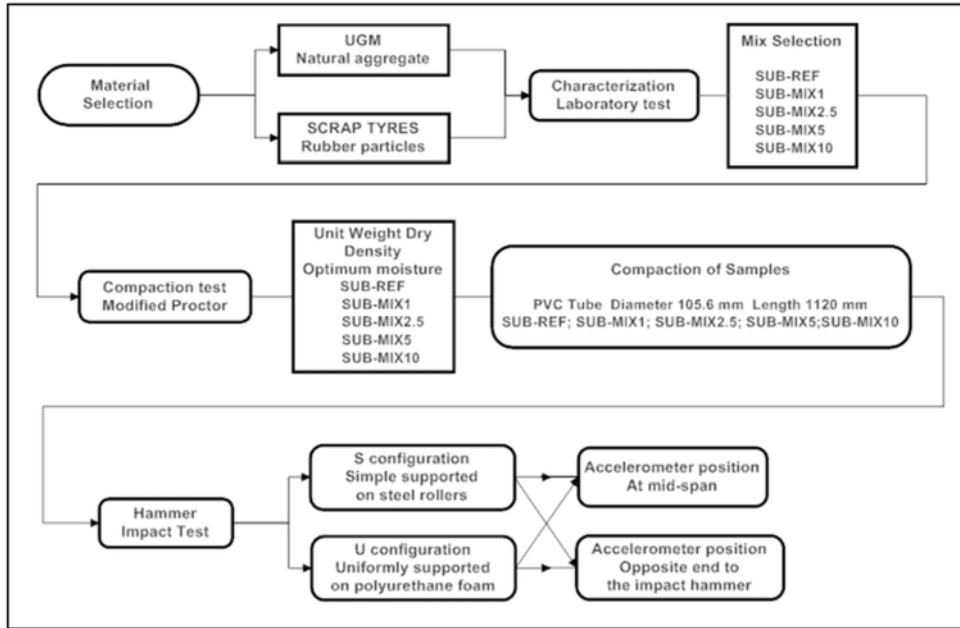 Material
Selection
UGM
Natural aggregate
SCRAP TYRES
Rubber particles
Characterization
Laboratory test
Mix Selection
SUB-REF
SUB-MIX1
SUB-MIX2.5
SUB-MIX5
SUB-MIX10
Compaction test
Modified Proctor
Unit Weight Dry
Density
Optimum moisture
SUB-REF
SUB-MIX1
SUB-MIX2.5
SUB-MIX5
SUB-MIX10
Compaction of Samples
PVC Tube Diameter 105.6 mm Length 1120 mm
SUB-REF; SUB-MIX1; SUB-MIX2.5; SUB-MIX5;SUB-MIX10
Hammer
Impact Test
S configuration
Simple supported
on steel rollers
U configuration
Uniformly supported
on polyurethane foam
Accelerometer position
At mid-span
Accelerometer position
Opposite end to
the impact hammer